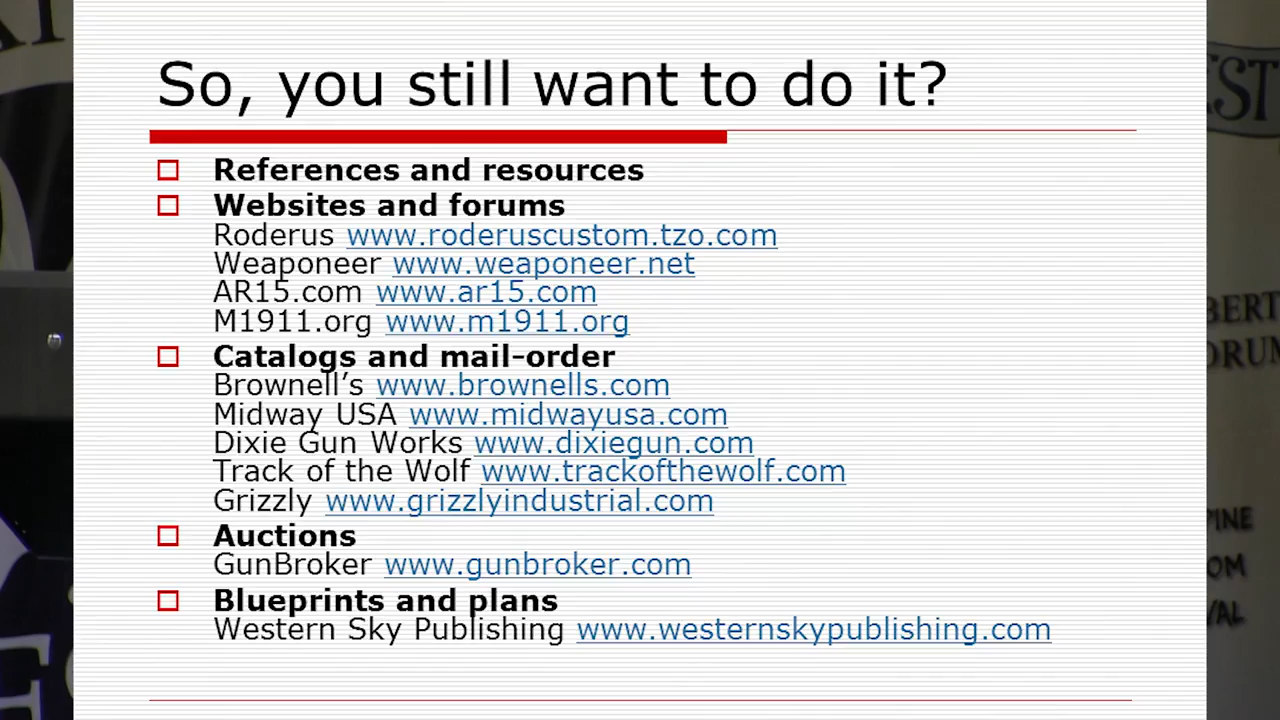 So, you still want to do it?
References and resources
Websites and forums
Roderus www.roderuscustom.tzo.com
Weaponeer www.weaponeer.net
AR15.com www.ar15.com
M1911.org www.m1911.org
Catalogs and mail-order
Brownell’s www.brownells.com
Midway USA www.midwayusa.com
Dixie Gun Works www.dixiegun.com
Track of the Wolf www.trackofthewolf.com
Grizzly www.grizzlyindustrial.com
Auctions
GunBroker www.gunbroker.com
Blueprints and plans
Western Sky Publishing www.westernskypublishing.com